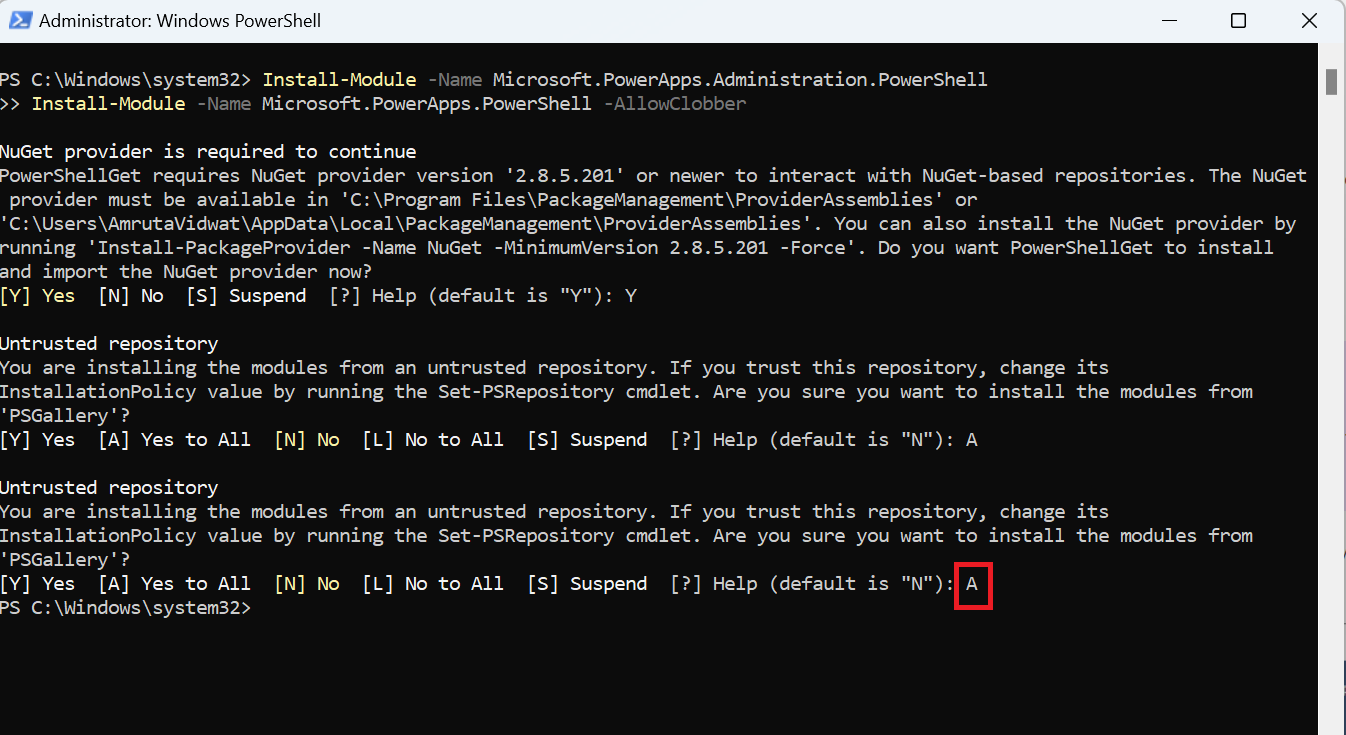 Administrator: Windows PowerShell
PS C:\Windows\system32> Install-Module -Name Microsoft.PowerApps.Administration.PowerShell
>> Install-Module -Name Microsoft.PowerApps.PowerShell -AllowClobber
NuGet provider is required to continue
PowerShellGet requires NuGet provider version '2.8.5.201' or newer to interact with NuGet-based repositories. The NuGet
provider must be available in 'C:\Program Files\PackageManagement\ProviderAssemblies' or
'C:\Users\AmrutaVidwat\AppData\Local\PackageManagement\ProviderAssemblies'. You can also install the NuGet provider by
running 'Install-PackageProvider -Name NuGet -MinimumVersion 2.8.5.201 -Force'. Do you want PowerShellGet to install
and import the NuGet provider now?
[Y] Yes  [N] No  [S] Suspend  [?] Help (default is "Y"): Y
Untrusted repository
You are installing the modules from an untrusted repository. If you trust this repository, change its
InstallationPolicy value by running the Set-PSRepository cmdlet. Are you sure you want to install the modules from
'PSGallery'?
[Y] Yes  [A] Yes to All  [N] No  [L] No to All  [S] Suspend  [?] Help (default is "N"): A
Untrusted repository
You are installing the modules from an untrusted repository. If you trust this repository, change its
InstallationPolicy value by running the Set-PSRepository cmdlet. Are you sure you want to install the modules from
'PSGallery'?
[Y] Yes  [A] Yes to All  [N] No  [L] No to All  [S] Suspend  [?] Help (default is "N"): A
PS C:\Windows\system32>